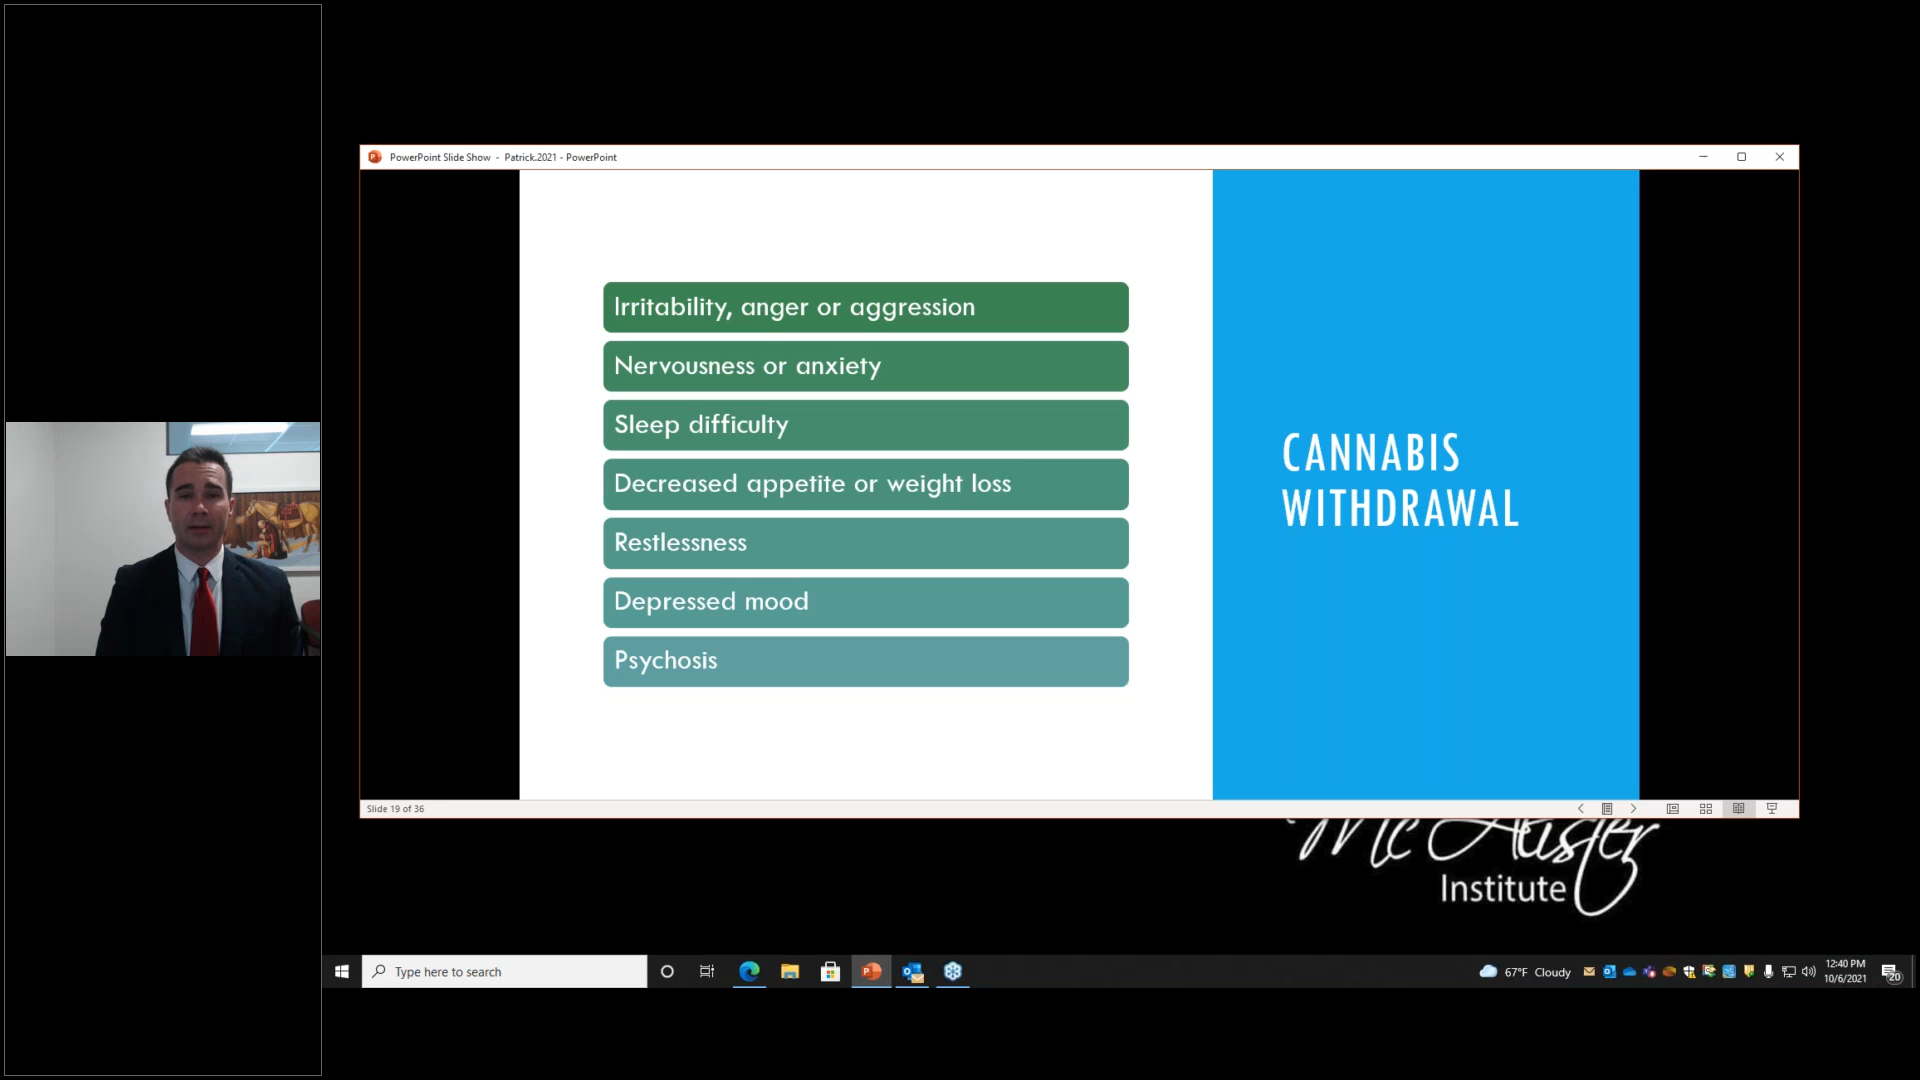 PowerPoint Slide Show - Patrick.2021 - PowerPoint
Irritability, anger or aggression
Nervousness or anxiety
Sleep difficulty
Decreased appetite or weight loss
Restlessness
Depressed mood
Psychosis
CANNABIS
WITHDRAWAL
Slide 19 of 36
Institute
Type here to search
67°F Cloudy
12:40 PM
10/6/2021
20